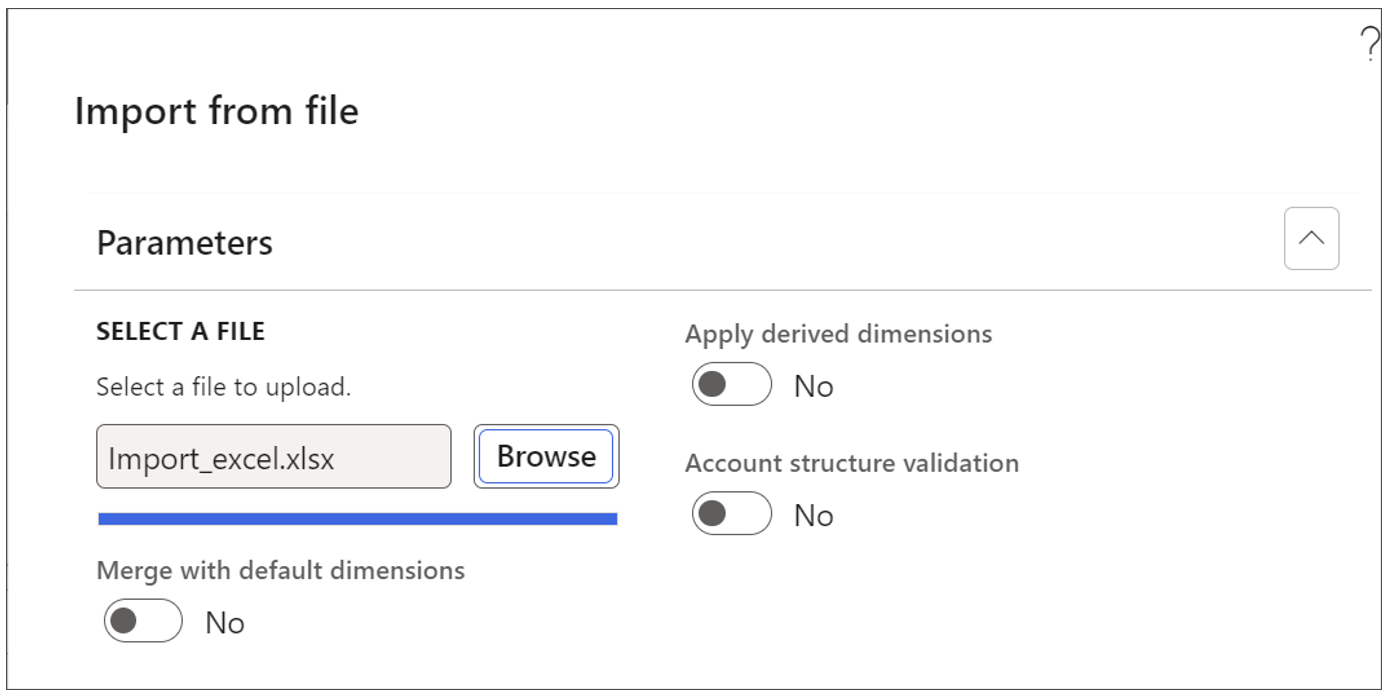 ?
Import from file
Parameters
SELECT A FILE
Select a file to upload.
Import_excel.xlsx
Browse
Merge with default dimensions
No
Apply derived dimensions
No
Account structure validation
No